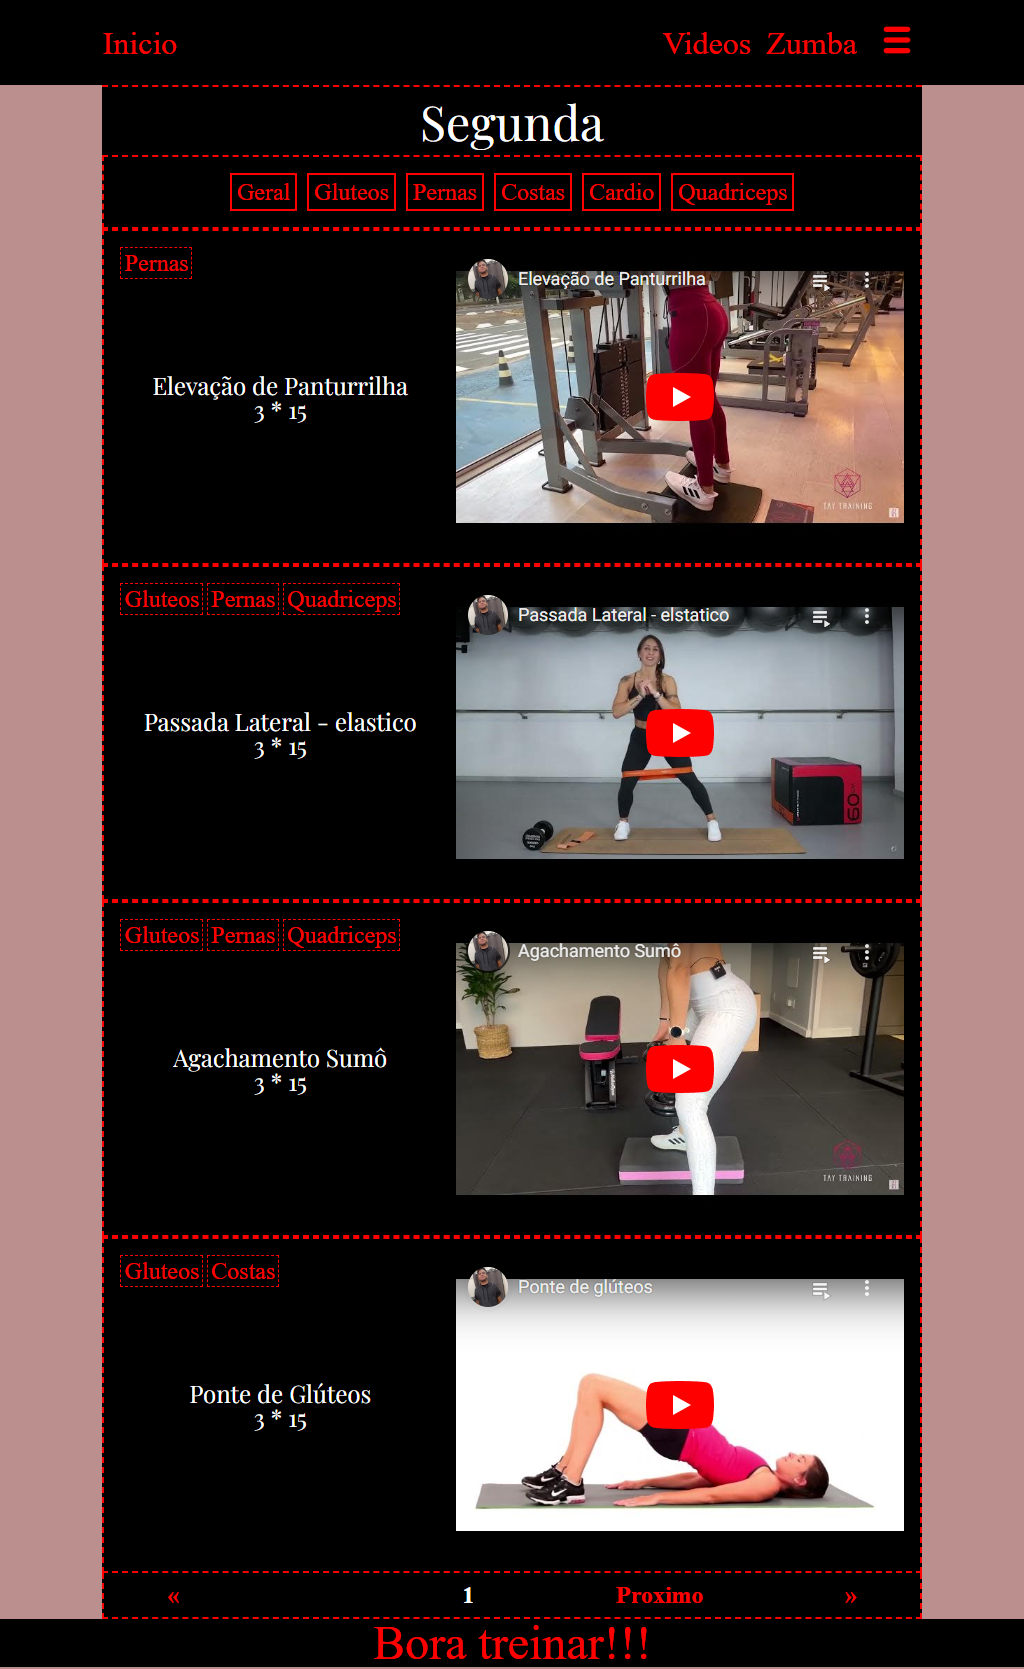 Inicio
Videos Zumba
Segunda
Geral Gluteos Pernas Costas Cardio Quadriceps
Pernas
Elevação de Panturrilha
3 * 15
Elevação de Panturrilha
TAY TRAINING
Gluteos Pernas Quadriceps
Passada Lateral - elastico
3 * 15
Passada Lateral - elstatico
60
Gluteos Pernas Quadriceps
Agachamento Sumô
3 * 15
Agachamento Sumô
TAY TRAINING
Gluteos Costas
Ponte de Glúteos
3 * 15
Ponte de glúteos
« 1 Proximo »
Bora treinar!!!